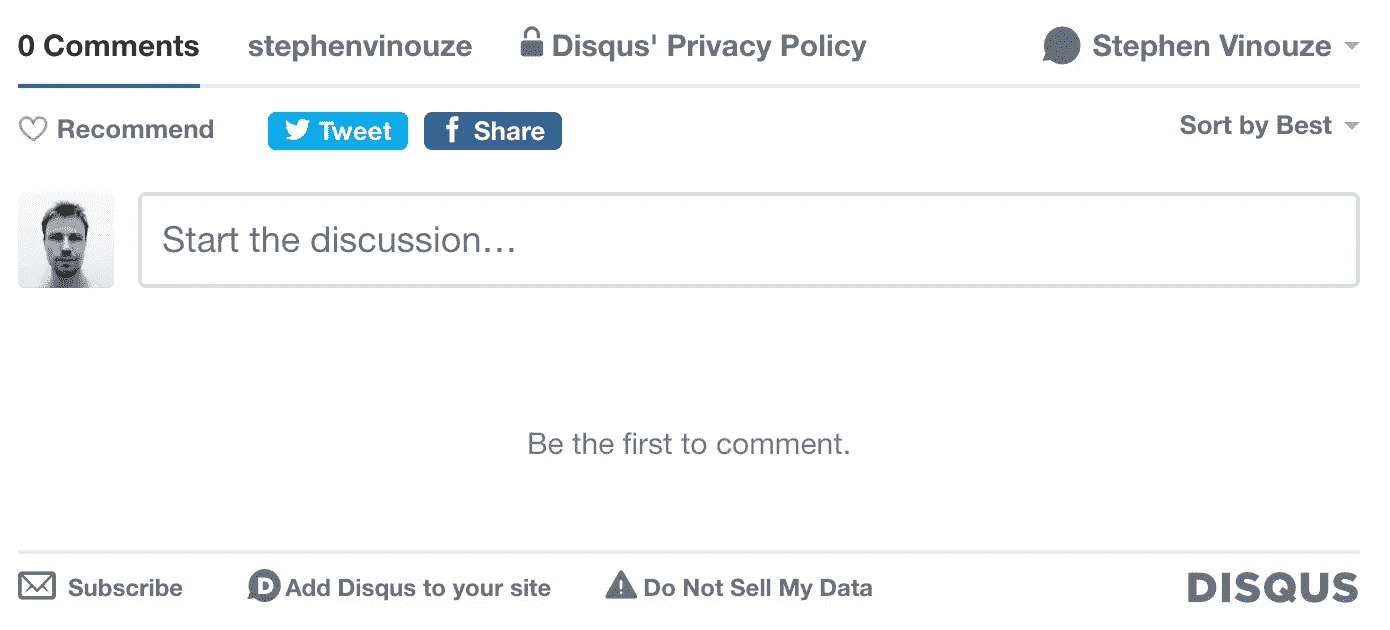 0 Comments stephenvinouze Disqus' Privacy Policy Stephen Vinouze
Recommend Tweet f Share Sort by Best
Start the discussion…
Be the first to comment.
Subscribe D Add Disqus to your site Do Not Sell My Data DISQUS